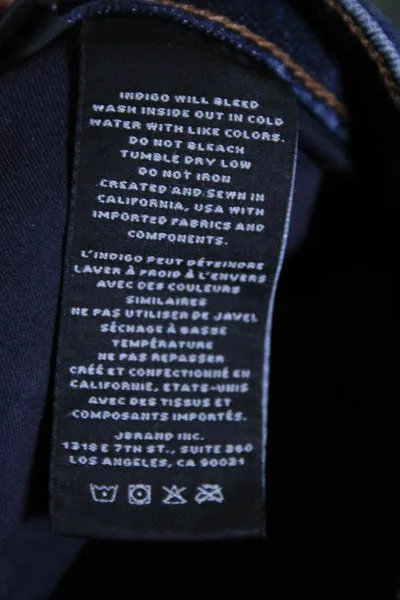 INDIGO WILL BLEED
WASH INSIDE OUT IN COLD
WATER WITH LIKE COLORS.
DO NOT BLEACH
TUMBLE DRY LOW
DO NOT IRON
CREATED AND SEWN IN
CALIFORNIA, USA WITH
IMPORTED FABRICS AND
COMPONENTS.
L'INDIGO PEUT DÉTEINDRE
LAVER À FROID À L'ENVERS
AVEC DES COULEURS
SIMILAIRES
NE PAS UTILISER DE JAVEL
SÉCHAGE À BASSE
TEMPÉRATURE
NE PAS REPASSER
CRÉÉ ET CONFECTIONNÉ EN
CALIFORNIE, ETATS-UNIS
AVEC DES TISSUS ET
COMPOSANTS IMPORTÉS.
JBRAND INC.
1318 E 7TH ST., SUITE 260
LOS ANGELES, CA 90021